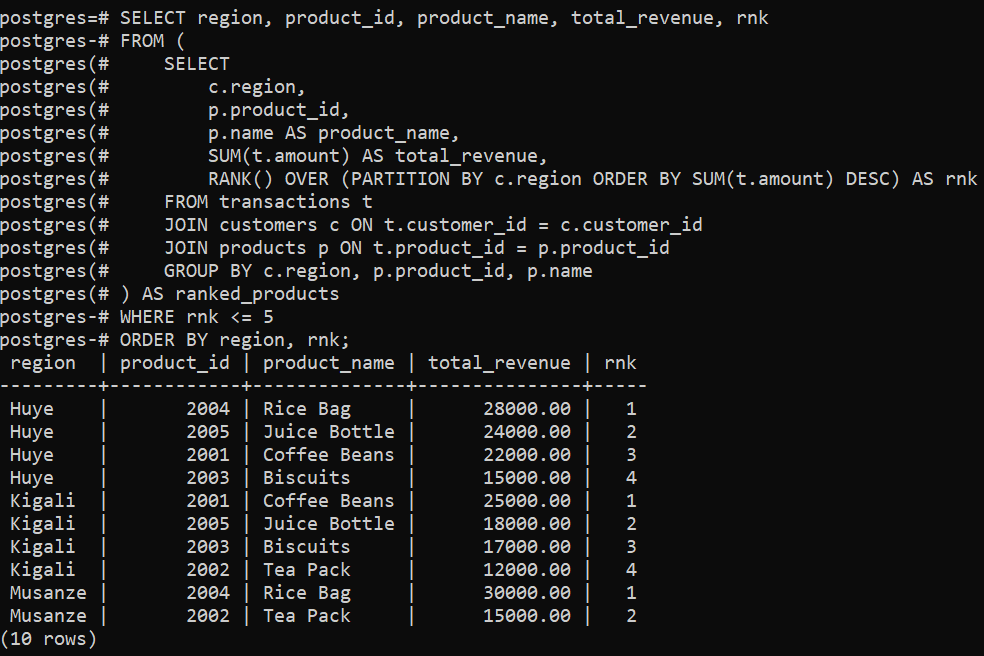 postgres=# SELECT region, product_id, product_name, total_revenue, rnk
postgres-# FROM (
postgres(#     SELECT
postgres(#         c.region,
postgres(#         p.product_id,
postgres(#         p.name AS product_name,
postgres(#         SUM(t.amount) AS total_revenue,
postgres(#         RANK() OVER (PARTITION BY c.region ORDER BY SUM(t.amount) DESC) AS rnk
postgres(#     FROM transactions t
postgres(#     JOIN customers c ON t.customer_id = c.customer_id
postgres(#     JOIN products p ON t.product_id = p.product_id
postgres(#     GROUP BY c.region, p.product_id, p.name
postgres(# ) AS ranked_products
postgres-# WHERE rnk <= 5
postgres-# ORDER BY region, rnk;
 region  | product_id | product_name | total_revenue | rnk
---------+------------+--------------+---------------+-----
 Huye    |       2004 | Rice Bag     |      28000.00 |   1
 Huye    |       2005 | Juice Bottle |      24000.00 |   2
 Huye    |       2001 | Coffee Beans |      22000.00 |   3
 Huye    |       2003 | Biscuits     |      15000.00 |   4
 Kigali  |       2001 | Coffee Beans |      25000.00 |   1
 Kigali  |       2005 | Juice Bottle |      18000.00 |   2
 Kigali  |       2003 | Biscuits     |      17000.00 |   3
 Kigali  |       2002 | Tea Pack     |      12000.00 |   4
 Musanze |       2004 | Rice Bag     |      30000.00 |   1
 Musanze |       2002 | Tea Pack     |      15000.00 |   2
(10 rows)